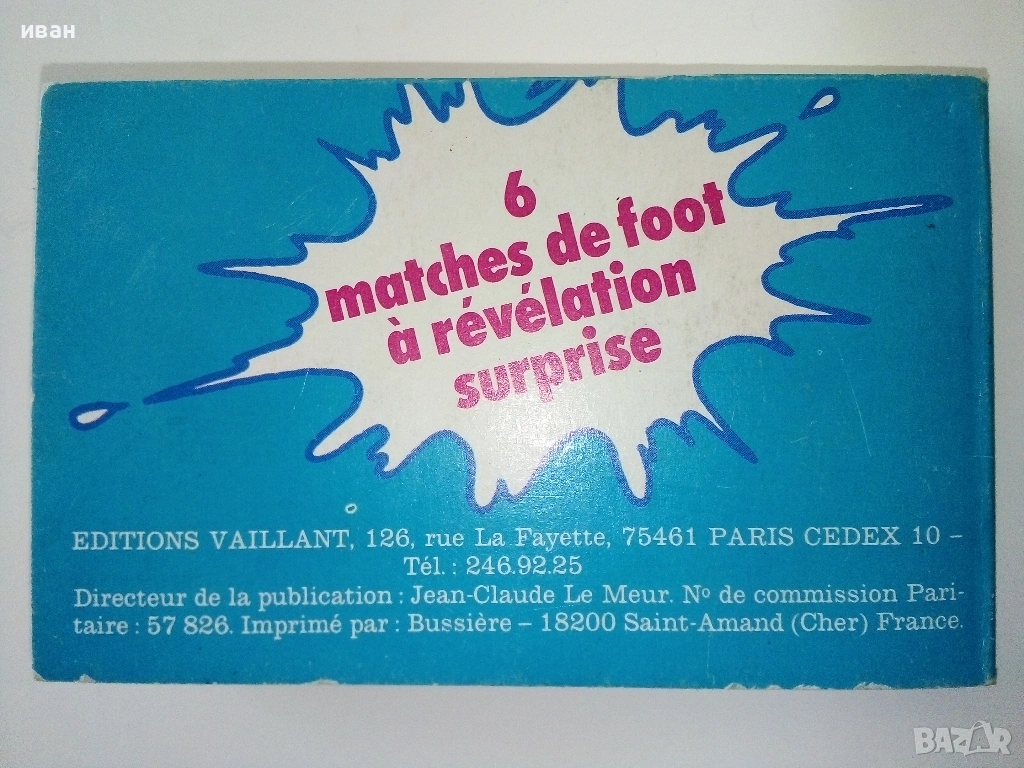 иван
6
matches de foot
à révélation
surprise
EDITIONS VAILLANT, 126, rue La Fayette, 75461 PARIS CEDEX 10 –
Tél. : 246.92.25
Directeur de la publication : Jean-Claude Le Meur. Nº de commission Pari-
taire : 57 826. Imprimé par : Bussière – 18200 Saint-Amand (Cher) France.
BAZAR